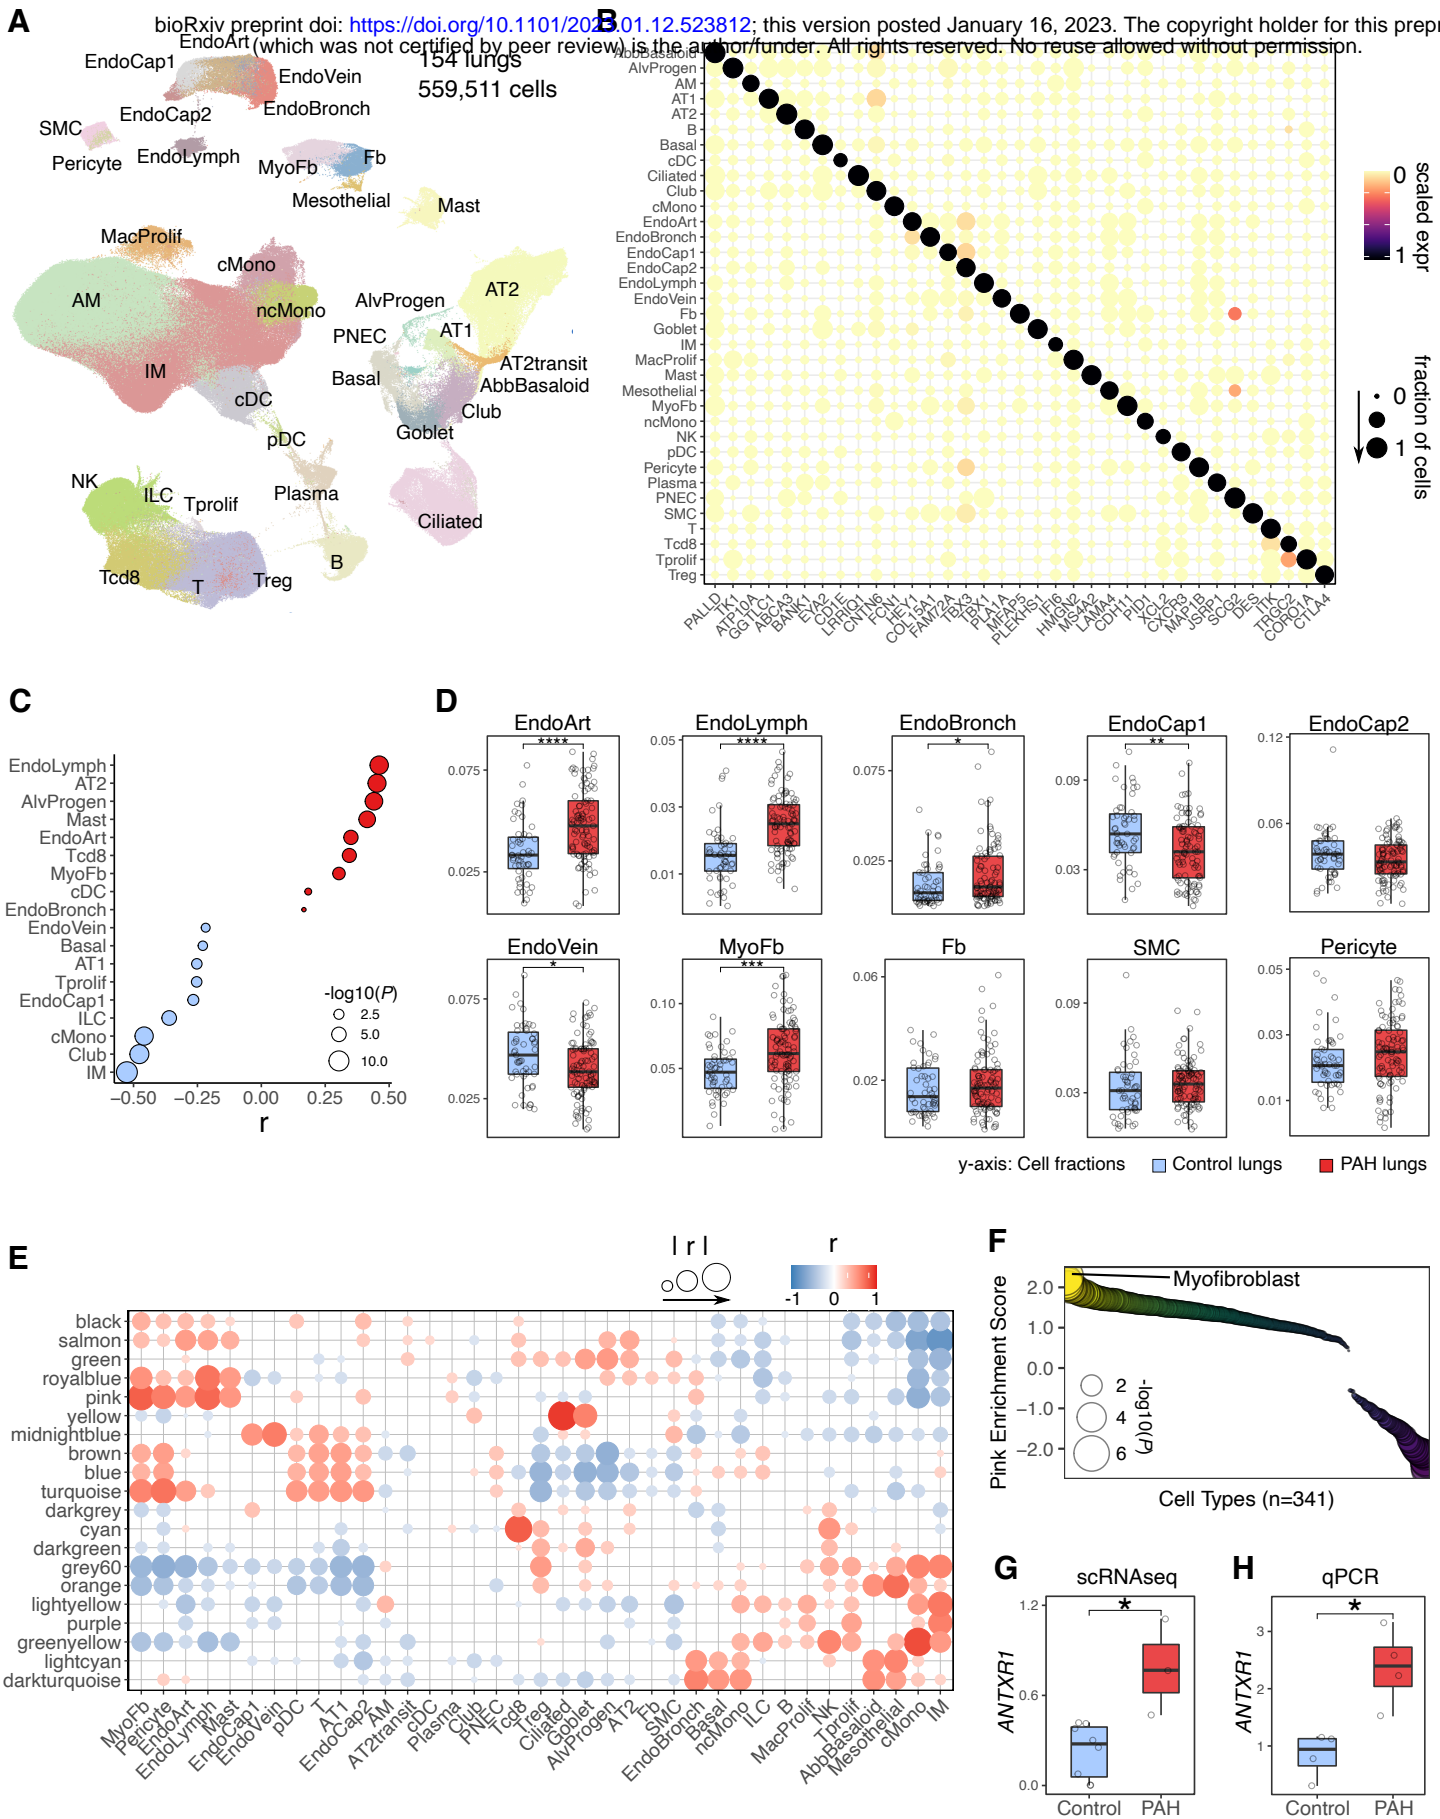 A
bioRxiv preprint doi: https://doi.org/10.1101/2023.01.12.523812; this version posted January 16, 2023. The copyright holder for this prepr
(which was not certified by peer review) is the author/funder. All rights reserved. No reuse allowed without permission.
154 lungs
559,511 cells
EndoArt
EndoCap1
EndoVein
EndoBronch
EndoCap2
SMC
Pericyte
EndoLymph
MyoFb
Fb
Mesothelial
Mast
MacProlif
cMono
AM
ncMono
IM
cDC
pDC
AlvProgen
AT2
PNEC
AT1
AT2transit
Basal
AbbBasaloid
Club
Goblet
NK
ILC
Tprolif
Plasma
Ciliated
Tcd8
T
Treg
B
B
AbbBasaloid
AlvProgen
AM
AT1
AT2
B
Basal
cDC
Ciliated
Club
cMono
EndoArt
EndoBronch
EndoCap1
EndoCap2
EndoLymph
EndoVein
Fb
Goblet
IM
MacProlif
Mast
Mesothelial
MyoFb
ncMono
NK
pDC
Pericyte
Plasma
PNEC
SMC
T
Tcd8
Tprolif
Treg
PALLD
TK1
ATP10A
GGTLC1
ABCA3
BANK1
EYA2
CD1E
LRRIQ1
CNTN6
FCN1
HEY1
COL15A1
FAM72A
TBX3
TBX1
PLA1A
MFAP5
PLEKHS1
IFI6
HMGN2
MS4A2
LAMA4
CDH11
PID1
XCL2
CXCR3
MAP1B
JSRP1
SCG2
DES
ITK
TRGC2
CORO1A
CTLA4
scaled expr
0
1
fraction of cells
0
1
C
EndoLymph
AT2
AlvProgen
Mast
EndoArt
Tcd8
MyoFb
cDC
EndoBronch
EndoVein
Basal
AT1
Tprolif
EndoCap1
ILC
cMono
Club
IM
-log10(P)
2.5
5.0
10.0
−0.50 −0.25 0.00 0.25 0.50
r
D
EndoArt
****
0.075
0.025
EndoLymph
****
0.05
0.03
0.01
EndoBronch
*
0.075
0.025
EndoCap1
**
0.09
0.03
EndoCap2
0.12
0.06
EndoVein
*
0.075
0.025
MyoFb
***
0.10
0.05
Fb
0.06
0.02
SMC
0.09
0.03
Pericyte
0.05
0.03
0.01
y-axis: Cell fractions Control lungs PAH lungs
E
| r |
r
-1 0 1
black
salmon
green
royalblue
pink
yellow
midnightblue
brown
blue
turquoise
darkgrey
cyan
darkgreen
grey60
orange
lightyellow
purple
greenyellow
lightcyan
darkturquoise
MyoFb
Pericyte
EndoArt
EndoLymph
Mast
EndoCap1
EndoVein
pDC
T
AT1
EndoCap2
AM
AT2transit
cDC
Plasma
Club
PNEC
Tcd8
Treg
Ciliated
Goblet
AlvProgen
AT2
Fb
SMC
EndoBronch
Basal
ncMono
ILC
B
MacProlif
NK
Tprolif
AbbBasaloid
Mesothelial
cMono
IM
F
Pink Enrichment Score
2.0
1.0
0.0
−1.0
−2.0
Myofibroblast
2
4
6
-log10(P)
Cell Types (n=341)
G
scRNAseq
*
ANTXR1
1.2
0.6
0.0
Control PAH
H
qPCR
*
ANTXR1
3
2
1
Control PAH